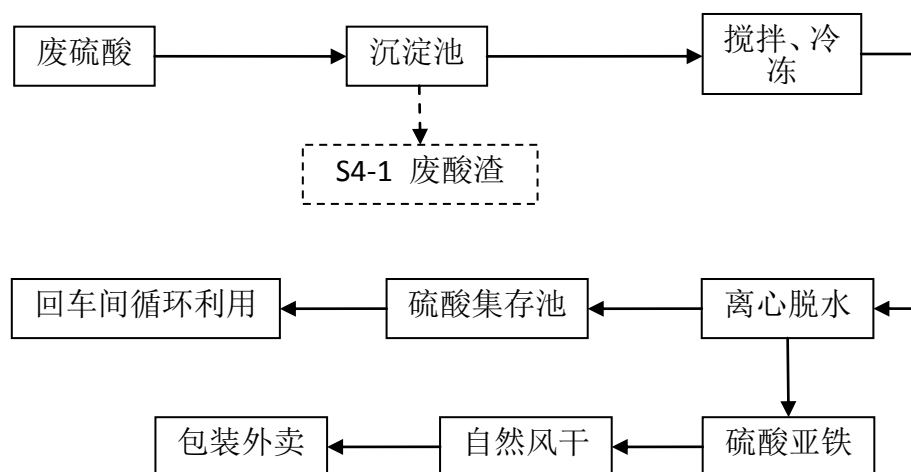 废硫酸
沉淀池
搅拌、冷
冻
S4-1 废酸渣
回车间循环利用
硫酸集存池
离心脱水
包装外卖
自然风干
硫酸亚铁